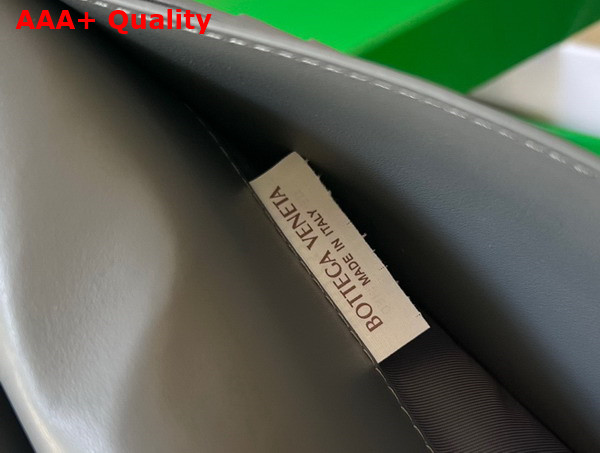 AAA+ Quality
BOTTEGA VENETA
MADE IN ITALY